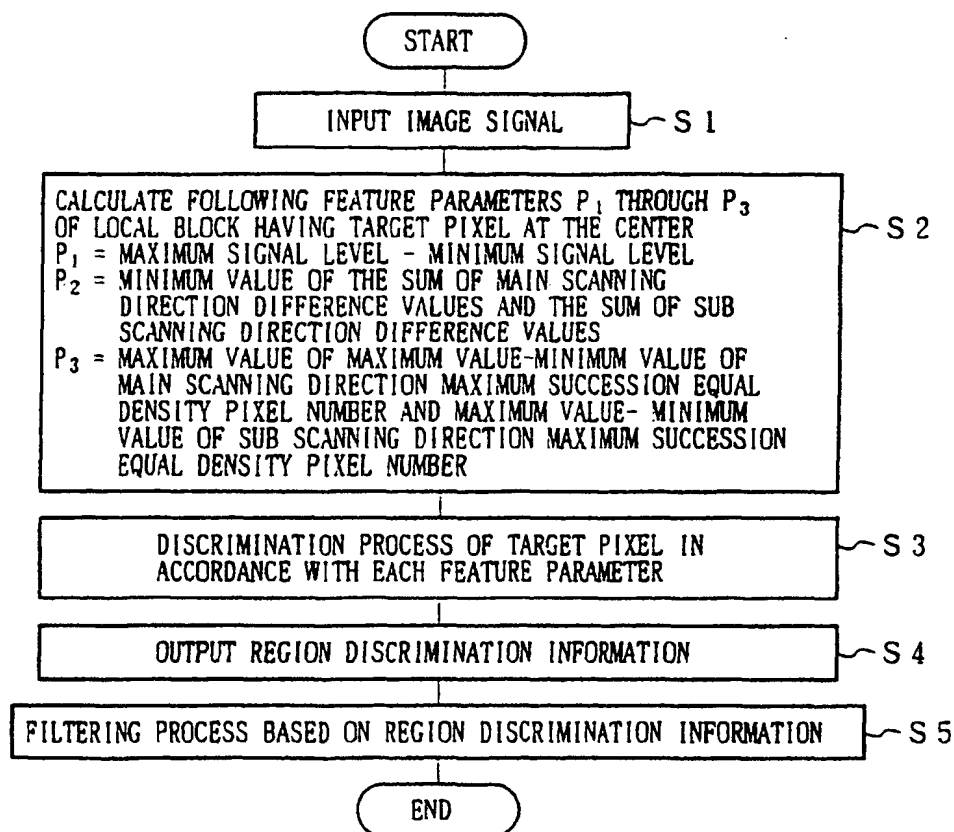 START
INPUT IMAGE SIGNAL
S 1
CALCULATE FOLLOWING FEATURE PARAMETERS P1 THROUGH P3
OF LOCAL BLOCK HAVING TARGET PIXEL AT THE CENTER
P1 = MAXIMUM SIGNAL LEVEL - MINIMUM SIGNAL LEVEL
P2 = MINIMUM VALUE OF THE SUM OF MAIN SCANNING
DIRECTION DIFFERENCE VALUES AND THE SUM OF SUB
SCANNING DIRECTION DIFFERENCE VALUES
P3 = MAXIMUM VALUE OF MAXIMUM VALUE-MINIMUM VALUE OF
MAIN SCANNING DIRECTION MAXIMUM SUCCESSION EQUAL
DENSITY PIXEL NUMBER AND MAXIMUM VALUE- MINIMUM
VALUE OF SUB SCANNING DIRECTION MAXIMUM SUCCESSION
EQUAL DENSITY PIXEL NUMBER
S 2
DISCRIMINATION PROCESS OF TARGET PIXEL IN
ACCORDANCE WITH EACH FEATURE PARAMETER
S 3
OUTPUT REGION DISCRIMINATION INFORMATION
S 4
FILTERING PROCESS BASED ON REGION DISCRIMINATION INFORMATION
S 5
END